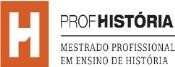 H PROFHISTÓRIA
MESTRADO PROFISSIONAL
EM ENSINO DE HISTÓRIA